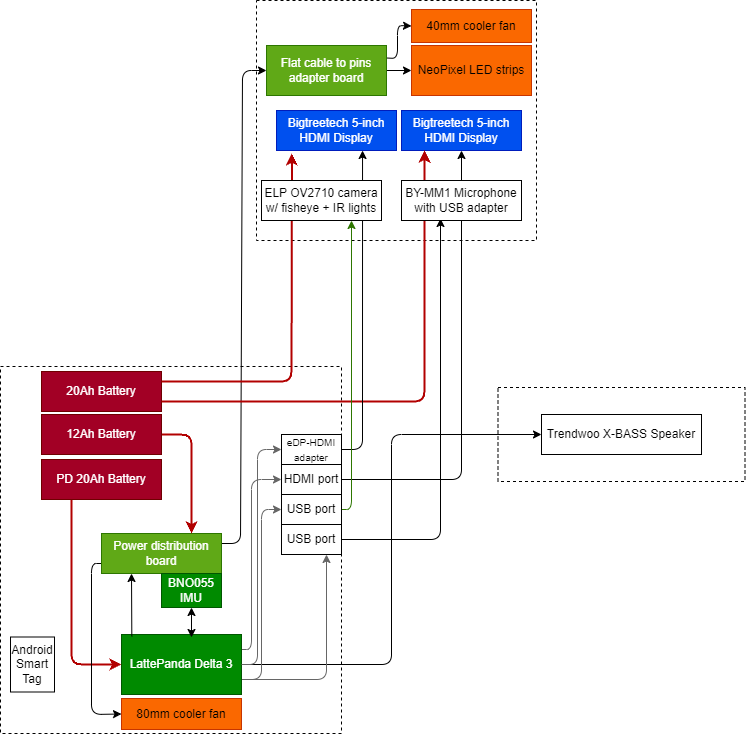 40mm cooler fan
Flat cable to pins
adapter board
NeoPixel LED strips
Bigtreetech 5-inch
HDMI Display
Bigtreetech 5-inch
HDMI Display
ELP OV2710 camera
w/ fisheye + IR lights
BY-MM1 Microphone
with USB adapter
20Ah Battery
12Ah Battery
PD 20Ah Battery
eDP-HDMI
adapter
HDMI port
USB port
USB port
Trendwoo X-BASS Speaker
Power distribution
board
BNO055
IMU
Android
Smart
Tag
LattePanda Delta 3
80mm cooler fan